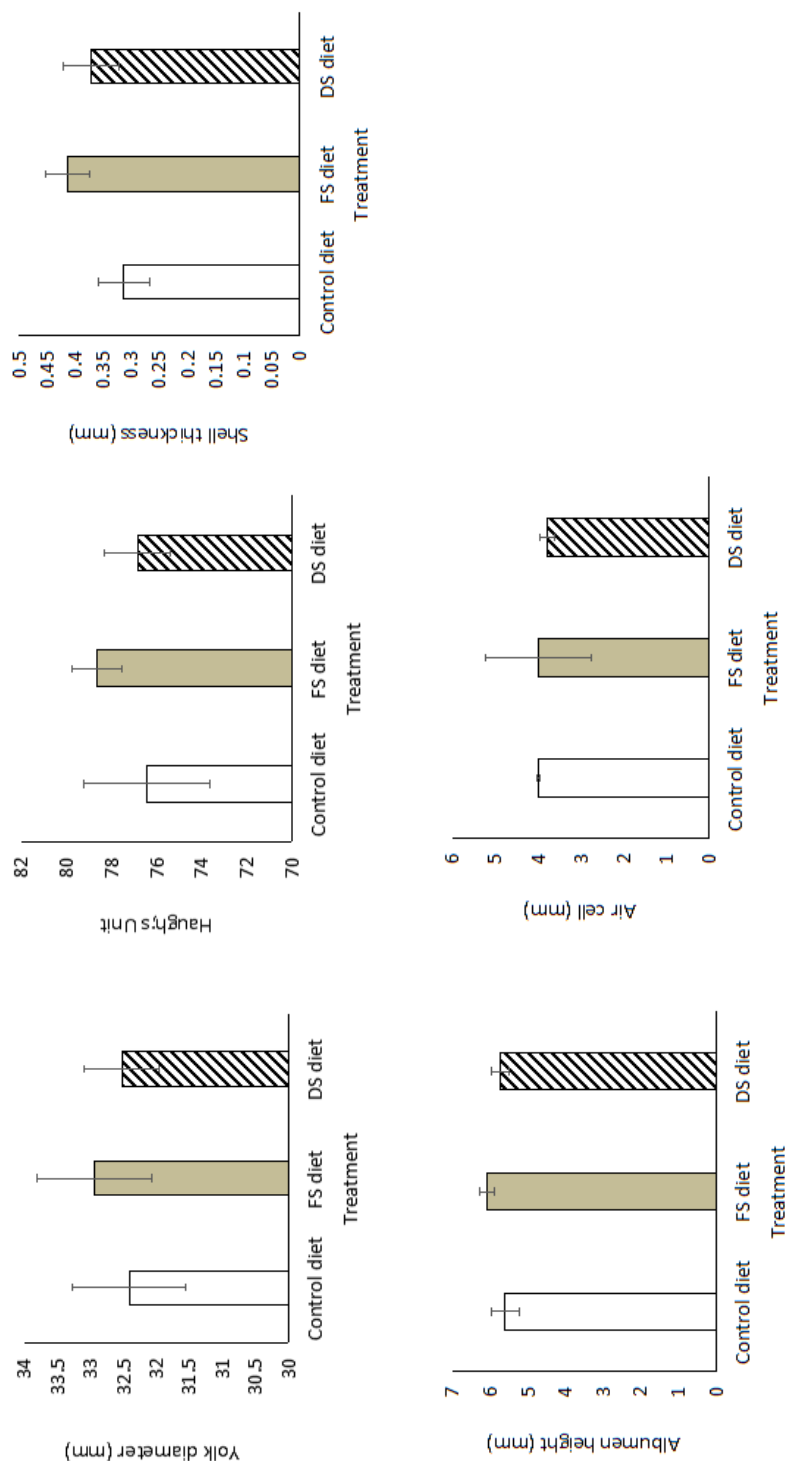 Yolk diameter (mm)
34
33.5
33
32.5
32
31.5
31
30.5
30
Control diet FS diet DS diet
Treatment
Haugh;s Unit
82
80
78
76
74
72
70
Control diet FS diet DS diet
Treatment
Shell thickness (mm)
0.5
0.45
0.4
0.35
0.3
0.25
0.2
0.15
0.1
0.05
0
Control diet FS diet DS diet
Treatment
Albumen height (mm)
7
6
5
4
3
2
1
0
Control diet FS diet DS diet
Treatment
Air cell (mm)
6
5
4
3
2
1
0
Control diet FS diet DS diet
Treatment